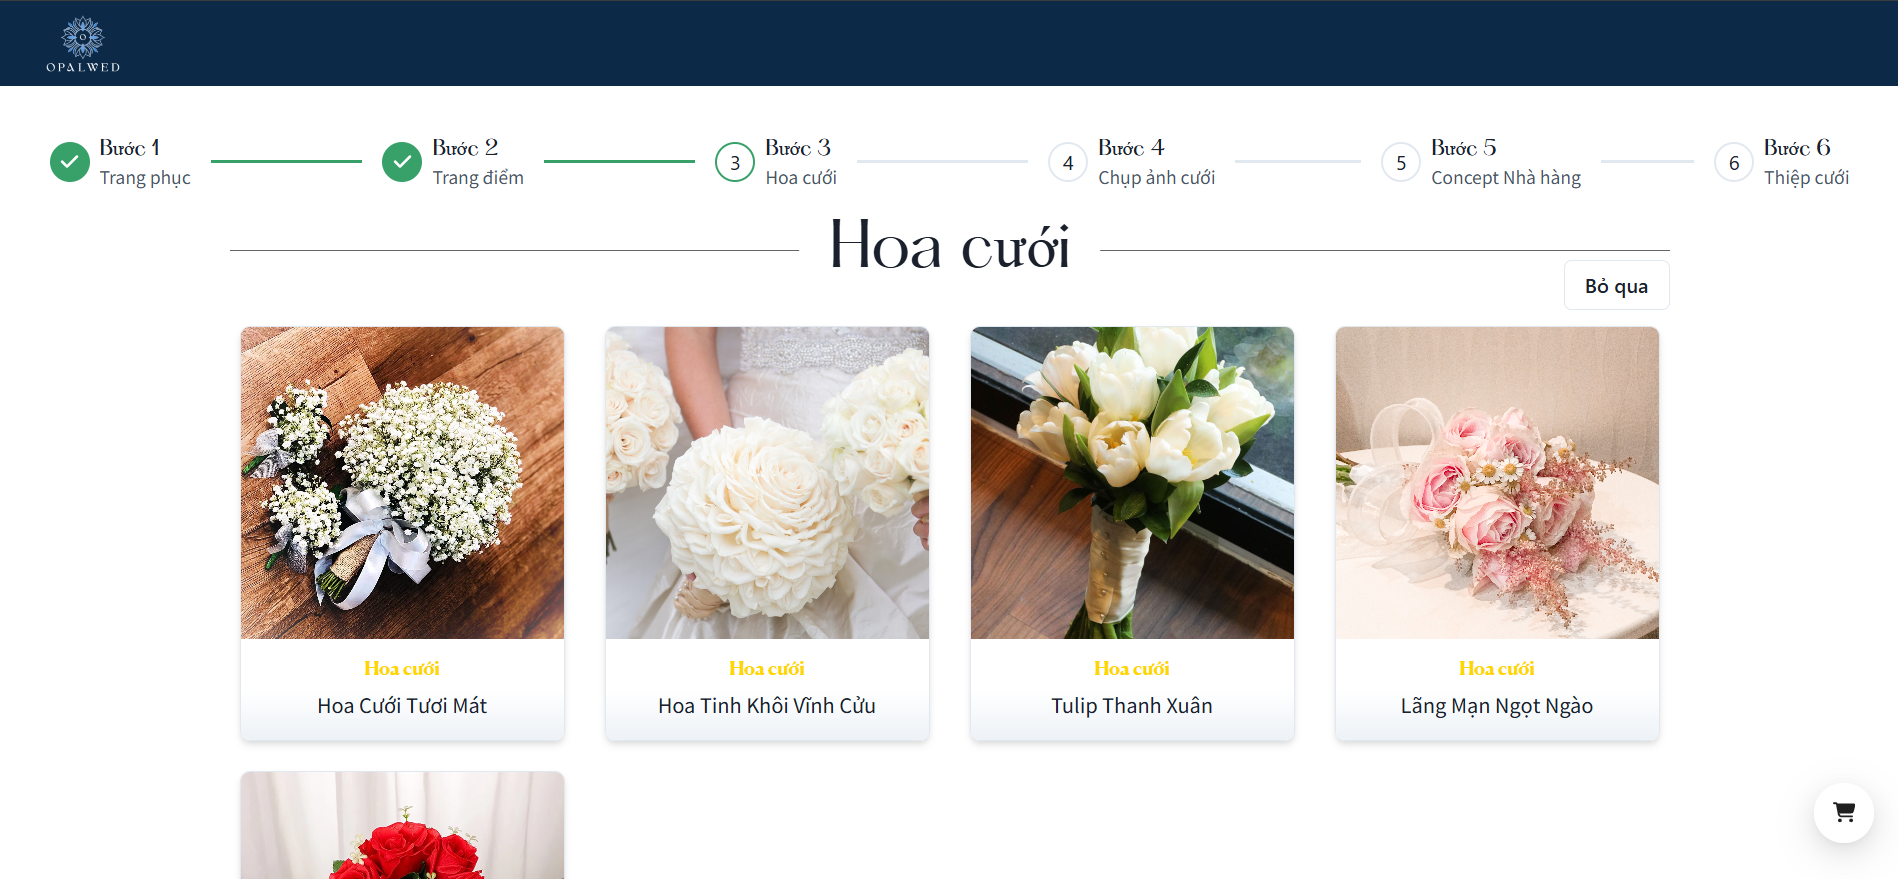 OPALWED
Bước 1
Trang phục
Bước 2
Trang điểm
3
Bước 3
Hoa cưới
4
Bước 4
Chụp ảnh cưới
5
Bước 5
Concept Nhà hàng
6
Bước 6
Thiệp cưới
Hoa cưới
Bỏ qua
Hoa cưới
Hoa Cưới Tươi Mát
Hoa cưới
Hoa Tinh Khôi Vĩnh Cửu
Hoa cưới
Tulip Thanh Xuân
Hoa cưới
Lãng Mạn Ngọt Ngào